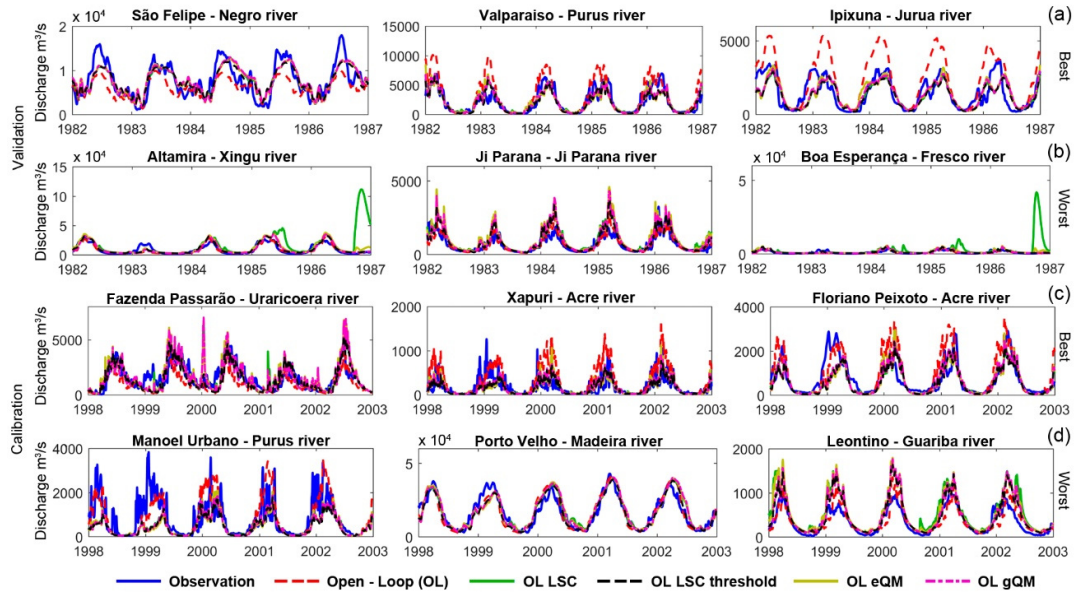 São Felipe - Negro river
Valparaiso - Purus river
Ipixuna - Jurua river
(a)
x 10⁴
2
1
0
10000
8000
6000
4000
2000
0
5000
0
Discharge m³/s
Best
1982 1983 1984 1985 1986 1987
1982 1983 1984 1985 1986 1987
1982 1983 1984 1985 1986 1987
Validation
Altamira - Xingu river
Ji Parana - Ji Parana river
Boa Esperança - Fresco river
(b)
x 10⁴
15
10
5
0
5000
0
x 10⁴
5
0
Discharge m³/s
Worst
1982 1983 1984 1985 1986 1987
1982 1983 1984 1985 1986 1987
1982 1983 1984 1985 1986 1987
Fazenda Passarão - Uraricoera river
Xapuri - Acre river
Floriano Peixoto - Acre river
(c)
5000
0
2000
1000
0
4000
2000
0
Discharge m³/s
Best
1998 1999 2000 2001 2002 2003
1998 1999 2000 2001 2002 2003
1998 1999 2000 2001 2002 2003
Calibration
Manoel Urbano - Purus river
Porto Velho - Madeira river
Leontino - Guariba river
(d)
4000
2000
0
x 10⁴
5
0
2000
1500
1000
500
0
Discharge m³/s
Worst
1998 1999 2000 2001 2002 2003
1998 1999 2000 2001 2002 2003
1998 1999 2000 2001 2002 2003
Observation
Open - Loop (OL)
OL LSC
OL LSC threshold
OL eQM
OL gQM